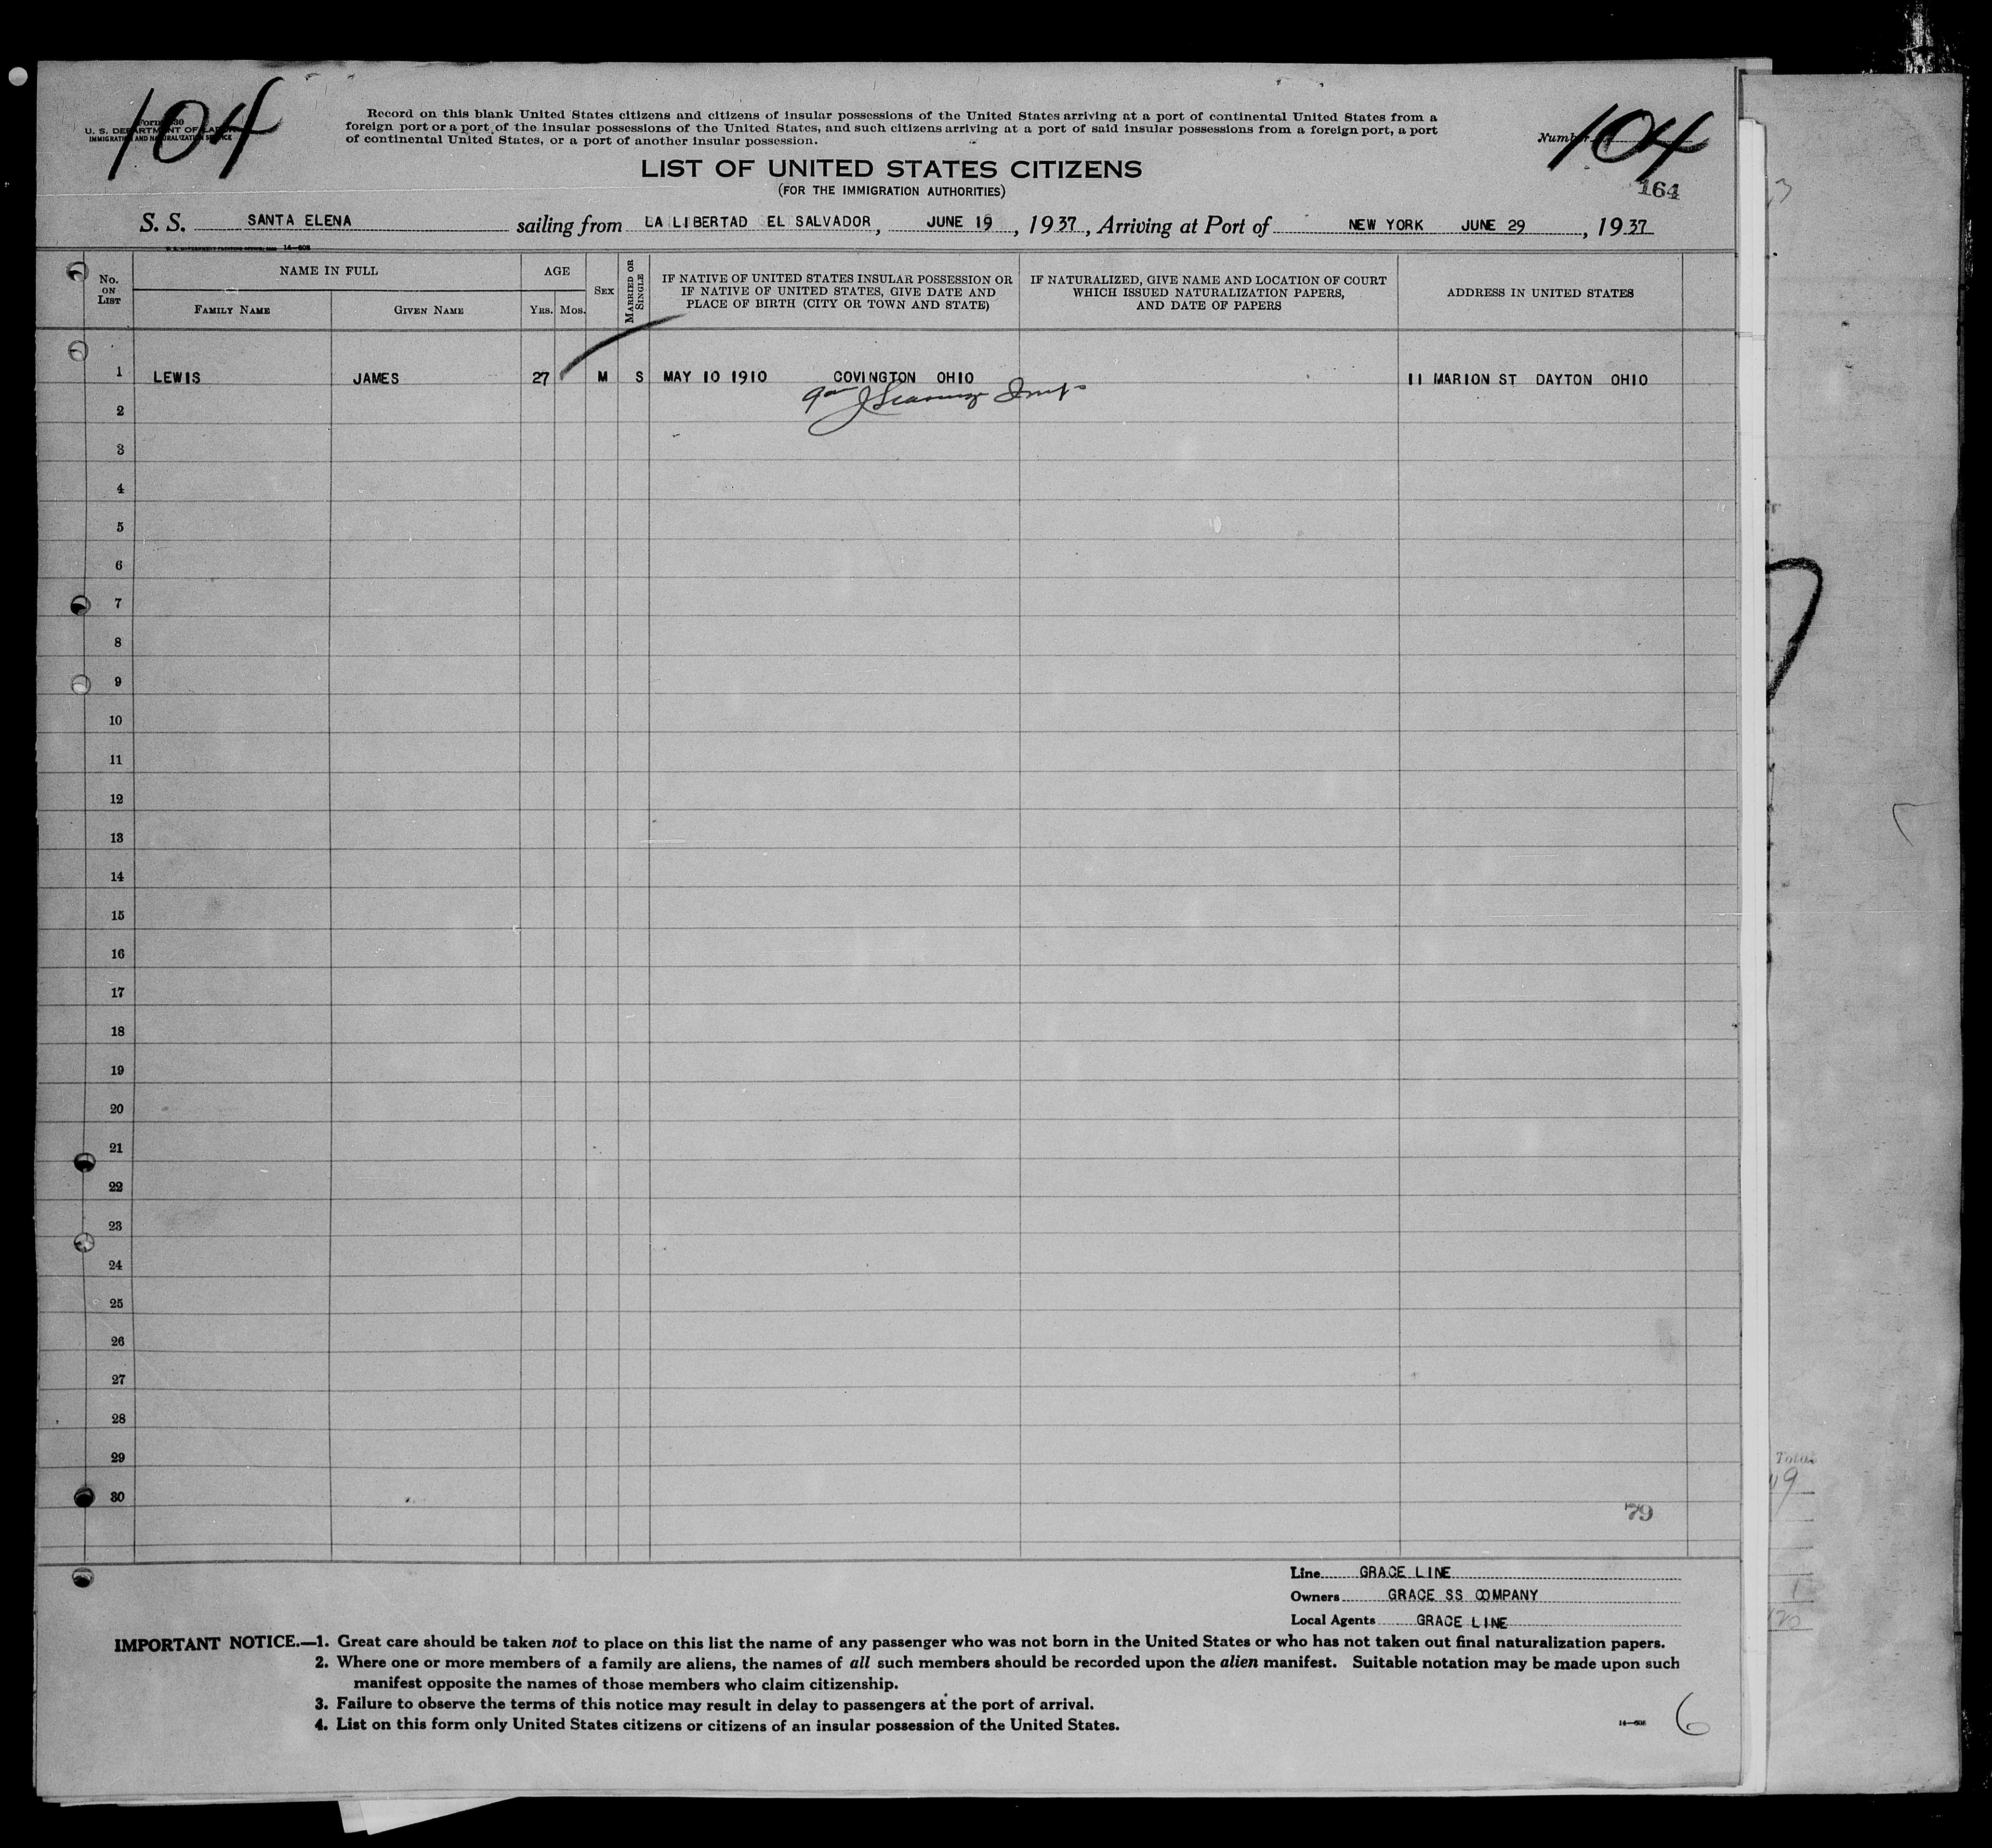 104
Form 630
U. S. DEPARTMENT OF LABOR
IMMIGRATION AND NATURALIZATION SERVICE
Record on this blank United States citizens and citizens of insular possessions of the United States arriving at a port of continental United States from a
foreign port or a port of the insular possessions of the United States, and such citizens arriving at a port of said insular possessions from a foreign port, a port
of continental United States, or a port of another insular possession.
Number 104
LIST OF UNITED STATES CITIZENS
(FOR THE IMMIGRATION AUTHORITIES)
164
S. S. SANTA ELENA sailing from LA LIBERTAD EL SALVADOR, JUNE 19, 1937, Arriving at Port of NEW YORK JUNE 29, 1937
14—608
No. ON LIST
NAME IN FULL
FAMILY NAME
GIVEN NAME
AGE
YRS. MOS.
SEX
MARRIED OR SINGLE
IF NATIVE OF UNITED STATES INSULAR POSSESSION OR
IF NATIVE OF UNITED STATES, GIVE DATE AND
PLACE OF BIRTH (CITY OR TOWN AND STATE)
IF NATURALIZED, GIVE NAME AND LOCATION OF COURT
WHICH ISSUED NATURALIZATION PAPERS,
AND DATE OF PAPERS
ADDRESS IN UNITED STATES
1 LEWIS JAMES 27 M S MAY 10 1910 COVINGTON OHIO 11 MARION ST DAYTON OHIO
2
3
4
5
6
7
8
9
10
11
12
13
14
15
16
17
18
19
20
21
22
23
24
25
26
27
28
29
30
79
Line GRACE LINE
Owners GRACE SS COMPANY
Local Agents GRACE LINE
IMPORTANT NOTICE.—1. Great care should be taken not to place on this list the name of any passenger who was not born in the United States or who has not taken out final naturalization papers.
2. Where one or more members of a family are aliens, the names of all such members should be recorded upon the alien manifest. Suitable notation may be made upon such
manifest opposite the names of those members who claim citizenship.
3. Failure to observe the terms of this notice may result in delay to passengers at the port of arrival.
4. List on this form only United States citizens or citizens of an insular possession of the United States.
14—608
6